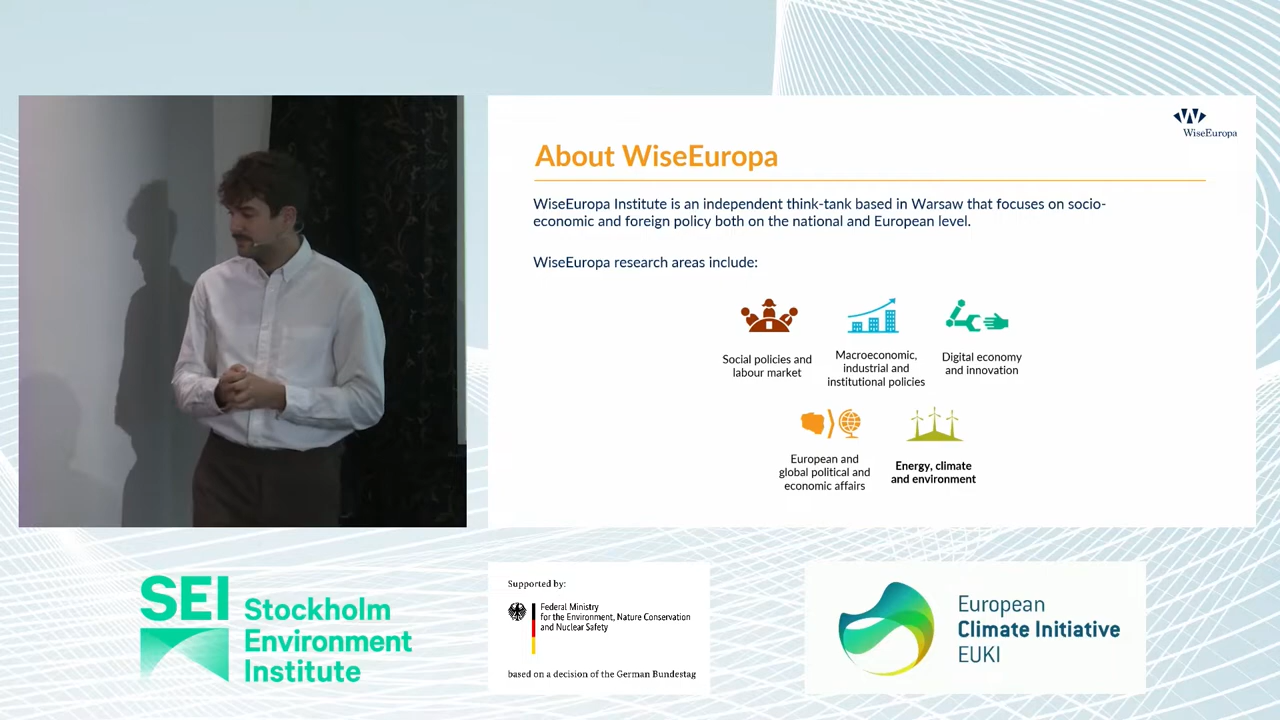 WiseEuropa
About WiseEuropa
WiseEuropa Institute is an independent think-tank based in Warsaw that focuses on socio-
economic and foreign policy both on the national and European level.
WiseEuropa research areas include:
Social policies and
labour market
Macroeconomic,
industrial and
institutional policies
Digital economy
and innovation
European and
global political and
economic affairs
Energy, climate
and environment
SEI Stockholm
Environment
Institute
Supported by:
Federal Ministry
for the Environment, Nature Conservation
and Nuclear Safety
based on a decision of the German Bundestag
European
Climate Initiative
EUKI